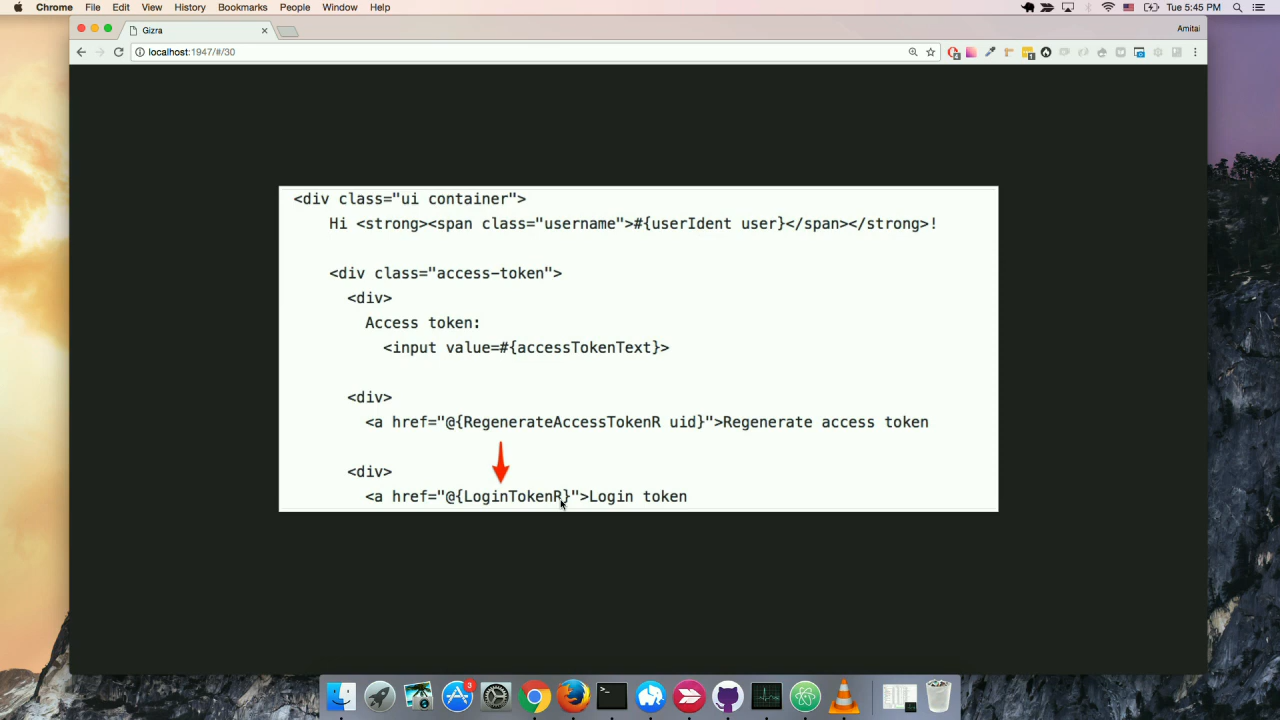 Chrome File Edit View History Bookmarks People Window Help Tue 5:45 PM
Gizra Amitai
localhost:1947/#/30
<div class="ui container">
Hi <strong><span class="username">#{userIdent user}</span></strong>!
<div class="access-token">
<div>
Access token:
<input value=#{accessTokenText}>
<div>
<a href="@{RegenerateAccessTokenR uid}">Regenerate access token
<div>
<a href="@{LoginTokenR}">Login token
3